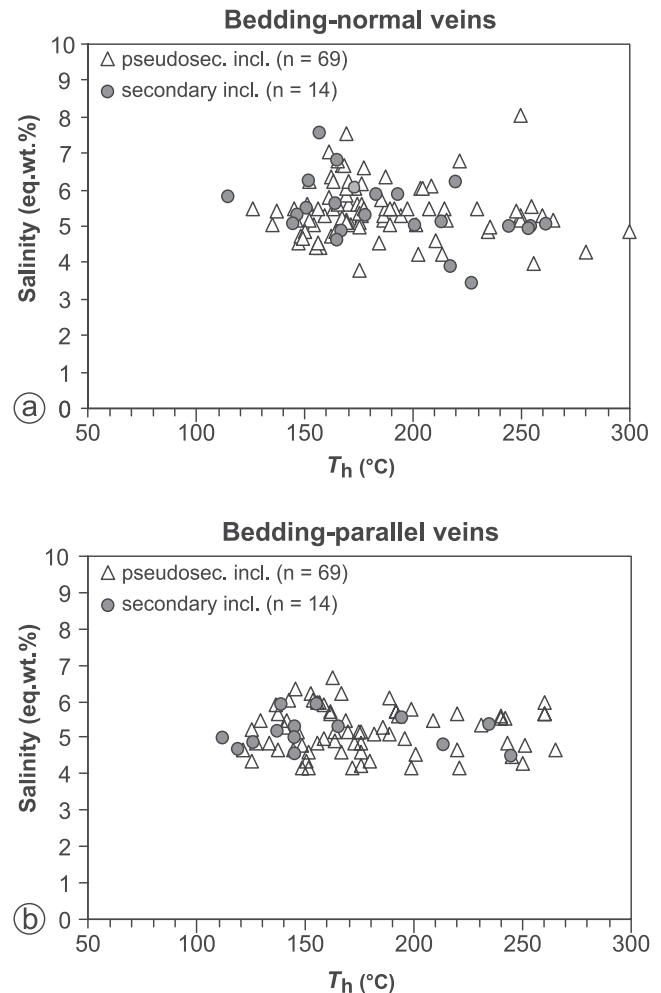 Bedding-normal veins
10
9
8
7
6
5
4
3
2
1
0
Salinity (eq.wt.%)
pseudosec. incl. (n = 69)
secondary incl. (n = 14)
50 100 150 200 250 300
Th (°C)
a
Bedding-parallel veins
10
9
8
7
6
5
4
3
2
1
0
Salinity (eq.wt.%)
pseudosec. incl. (n = 69)
secondary incl. (n = 14)
50 100 150 200 250 300
Th (°C)
b